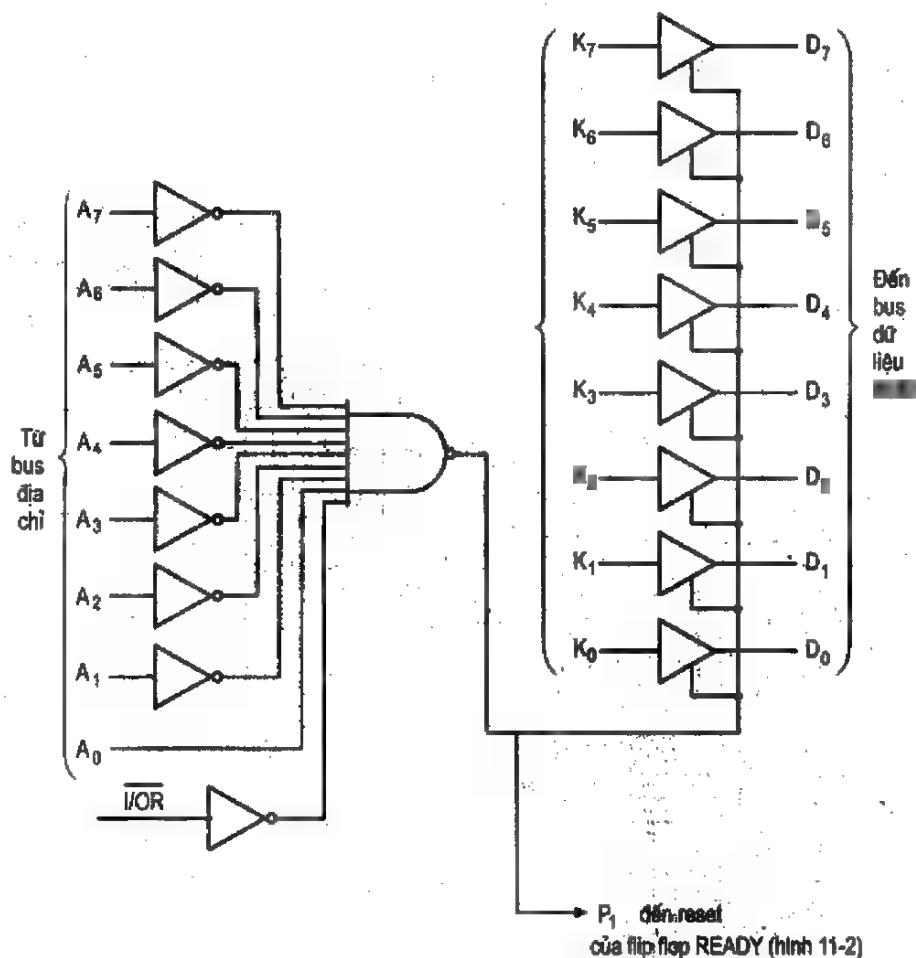 K7 D7
K6 D6
K5 5
K4 D4
K3 D3
D
K1 D1
K0 D0
Đến
bus
dữ
liệu
A7
A6
A5
A4
A3
A2
A1
A0
Từ
bus
địa
chỉ
I/OR
P1 đến reset
của flip flop READY (hình 11-2)